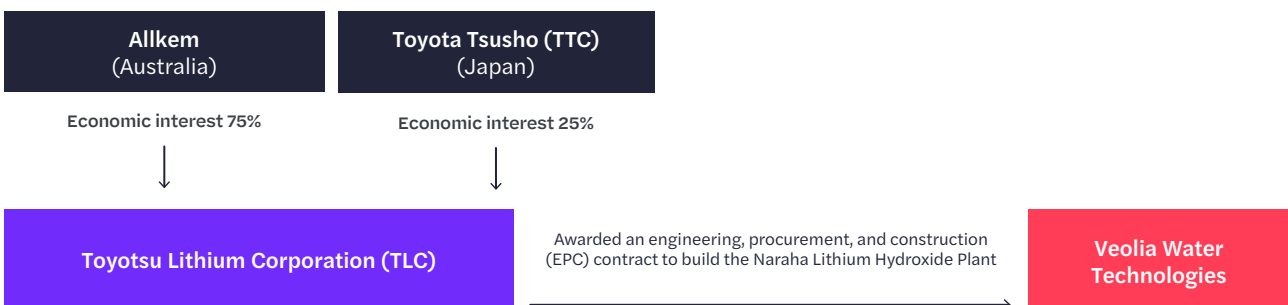 Allkem
(Australia)
Toyota Tsusho (TTC)
(Japan)
Economic interest 75%
Economic interest 25%
Toyotsu Lithium Corporation (TLC)
Awarded an engineering, procurement, and construction
(EPC) contract to build the Naraha Lithium Hydroxide Plant
Veolia Water
Technologies